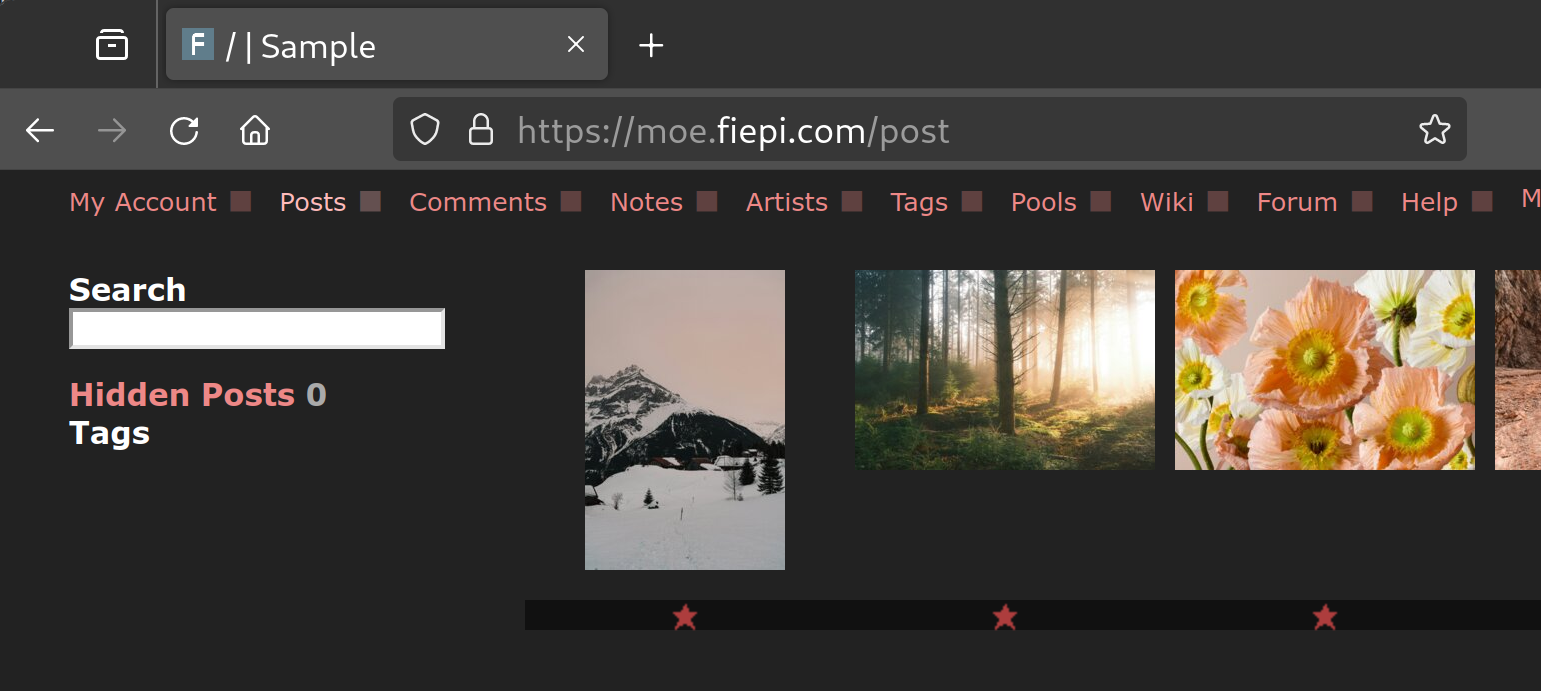 F / | Sample
https://moe.fiepi.com/post
My Account Posts Comments Notes Artists Tags Pools Wiki Forum Help M
Search
Hidden Posts 0
Tags